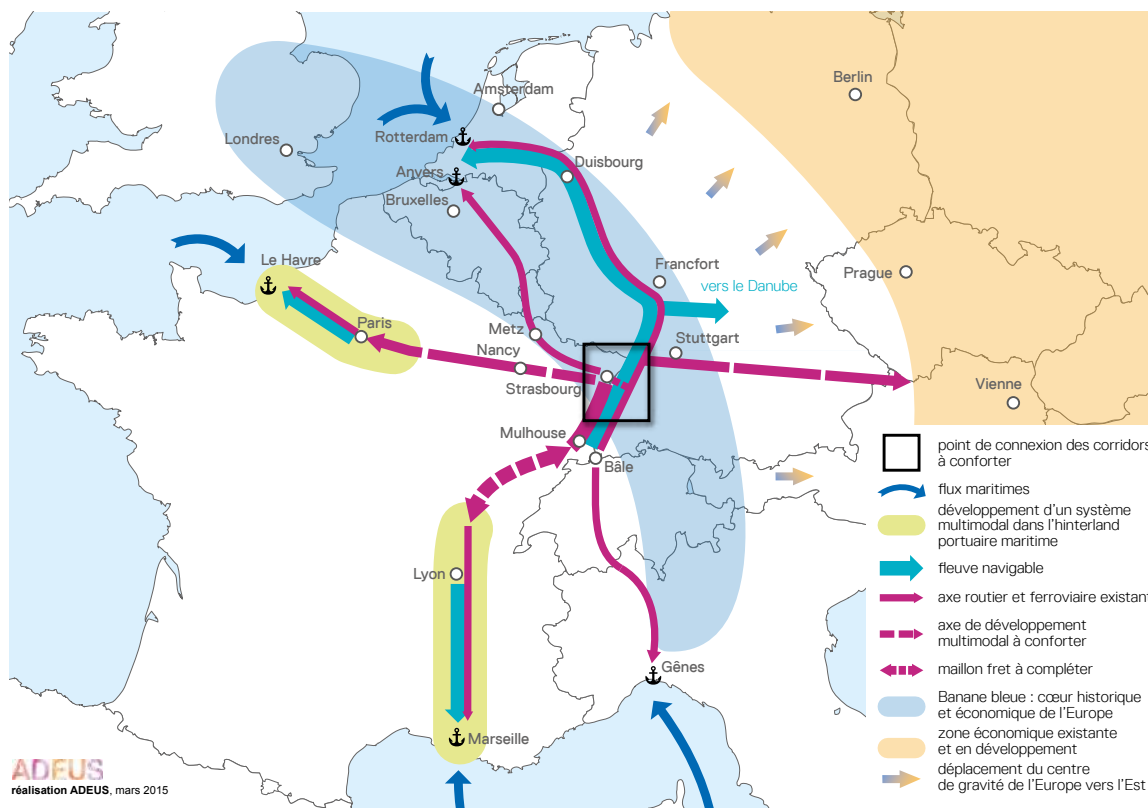 Berlin
Amsterdam
Rotterdam
Londres
Anvers
Duisbourg
Bruxelles
Le Havre
Francfort
Prague
vers le Danube
Paris
Metz
Nancy
Stuttgart
Strasbourg
Vienne
Mulhouse
Bâle
Lyon
Gênes
Marseille
point de connexion des corridors
à conforter
flux maritimes
développement d'un système
multimodal dans l'hinterland
portuaire maritime
fleuve navigable
axe routier et ferroviaire existant
axe de développement
multimodal à conforter
maillon fret à compléter
Banane bleue : cœur historique
et économique de l'Europe
zone économique existante
et en développement
déplacement du centre
de gravité de l'Europe vers l'Est
ADEUS
réalisation ADEUS, mars 2015